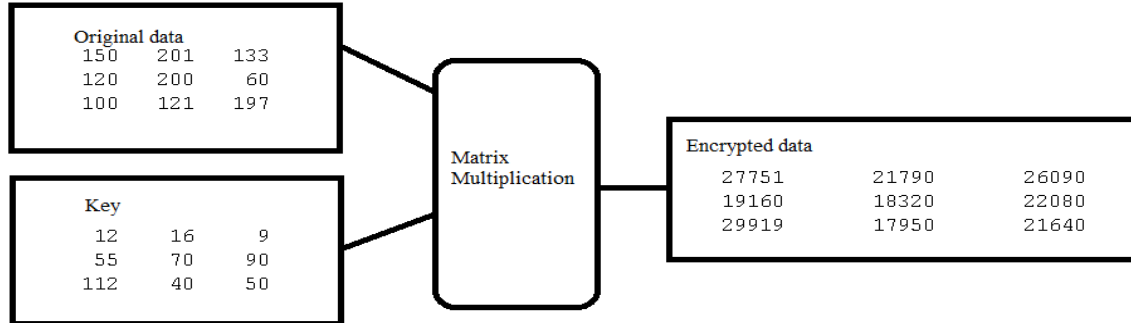 Original data
150 201 133
120 200 60
100 121 197
Key
12 16 9
55 70 90
112 40 50
Matrix
Multiplication
Encrypted data
27751 21790 26090
19160 18320 22080
29919 17950 21640